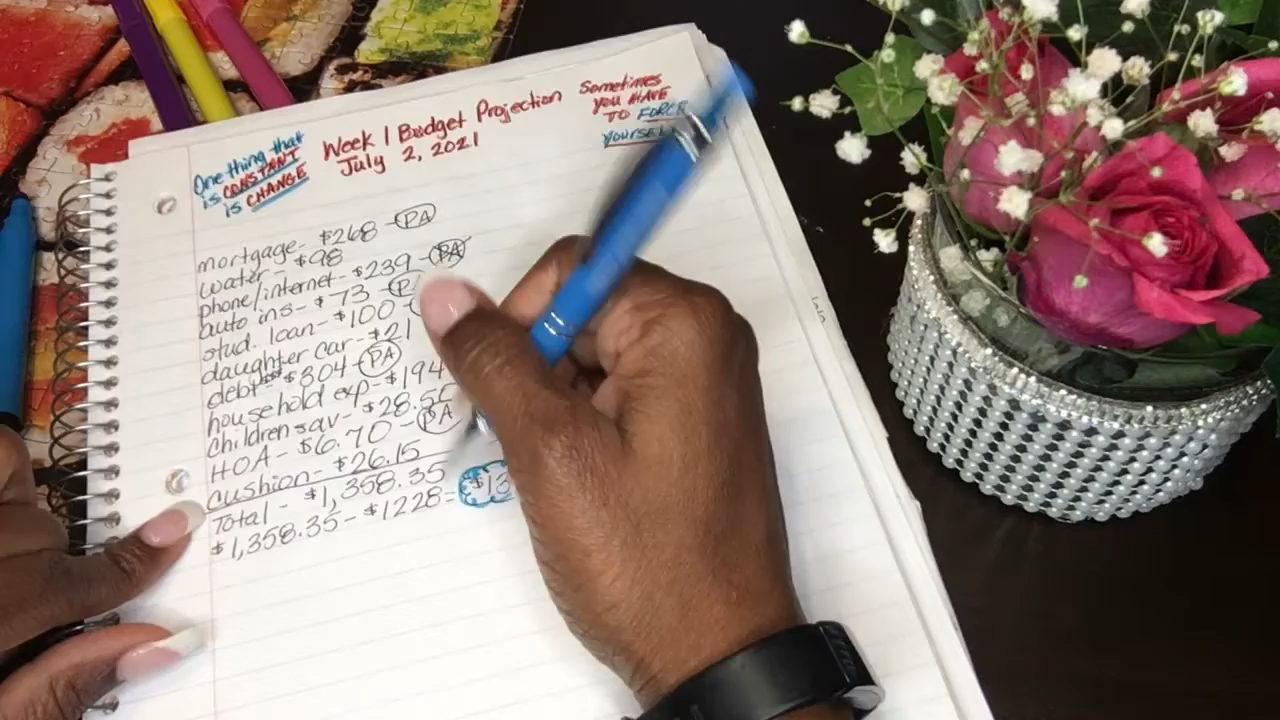 One thing that
is CONSTANT
is CHANGE
Week 1 Budget Projection
July 2, 2021
Sometimes
you HAVE
TO FORCE
mortgage- $268 - PA
water - $98
phone/internet - $239 - PA
auto ins- $73 -
stud. loan- $100
daughter car - $21
debt - $304 - PA
household exp- $194
children sav - $28.55
HOA - $6.70 - PA
cushion- $26.15
Total - $1,358.35
$1,358.35 - $1228 =